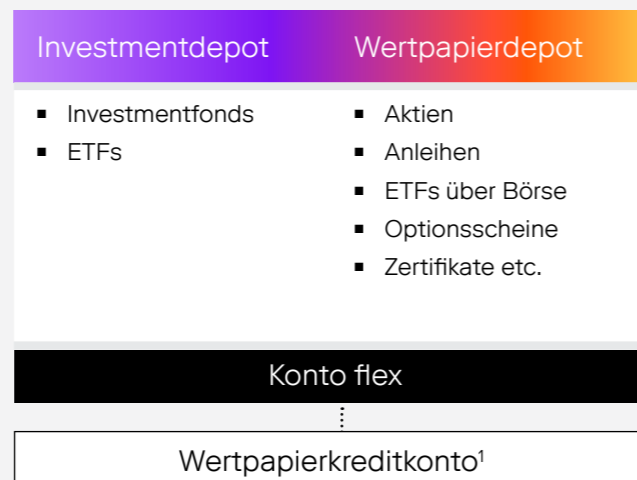 Investmentdepot
Wertpapierdepot
▪ Investmentfonds
▪ ETFs
▪ Aktien
▪ Anleihen
▪ ETFs über Börse
▪ Optionsscheine
▪ Zertifikate etc.
Konto flex
Wertpapierkreditkonto¹